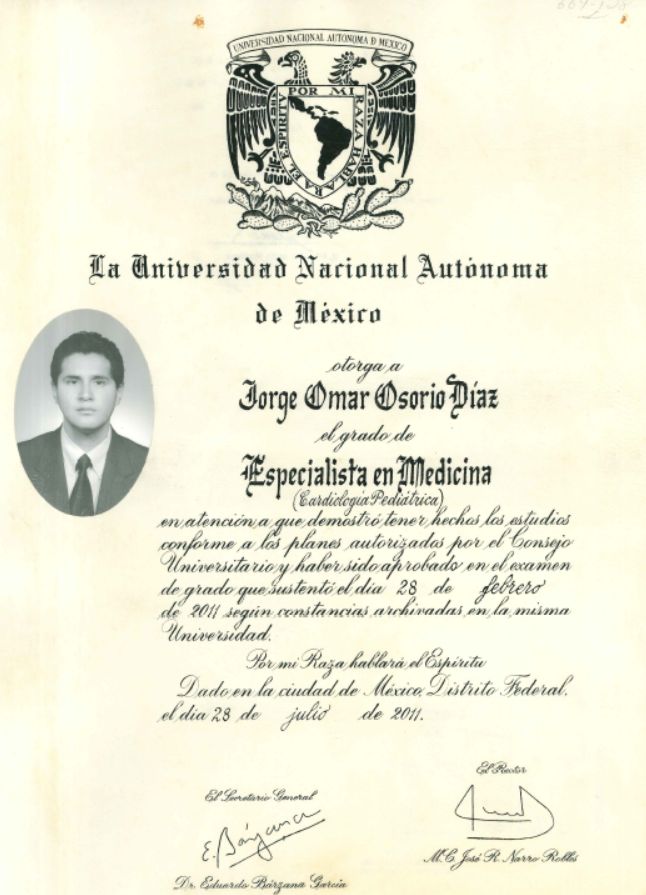 UNIVERSIDAD NACIONAL AUTONOMA D MEXICO
POR MI RAZA HABLARA EL ESPIRITU
La Universidad Nacional Autónoma
de México
otorga a
Jorge Omar Osorio Díaz
el grado de
Especialista en Medicina
(Cardiología Pediátrica)
en atención a que demostró tener hechos los estudios
conforme a los planes autorizados por el Consejo
Universitario y haber sido aprobado en el examen
de grado que sustentó el día 28 de febrero
de 2011 según constancias archivadas en la misma
Universidad.
Por mi Raza hablará el Espíritu
Dado en la ciudad de México, Distrito Federal,
el día 28 de julio de 2011.
El Rector
El Secretario General
E. Bárzana
M.C. José R. Narro Robles
Dr. Eduardo Bárzana García